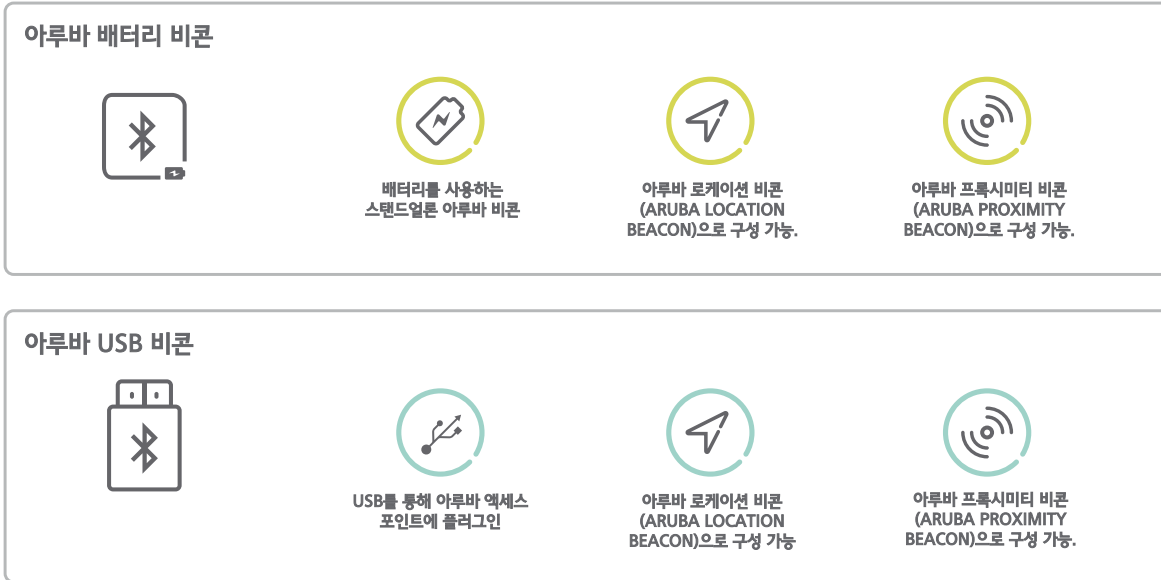 아루바 배터리 비콘
배터리를 사용하는
스탠드얼론 아루바 비콘
아루바 로케이션 비콘
(ARUBA LOCATION
BEACON)으로 구성 가능.
아루바 프록시미티 비콘
(ARUBA PROXIMITY
BEACON)으로 구성 가능.
아루바 USB 비콘
USB를 통해 아루바 액세스
포인트에 플러그인
아루바 로케이션 비콘
(ARUBA LOCATION
BEACON)으로 구성 가능
아루바 프록시미티 비콘
(ARUBA PROXIMITY
BEACON)으로 구성 가능.